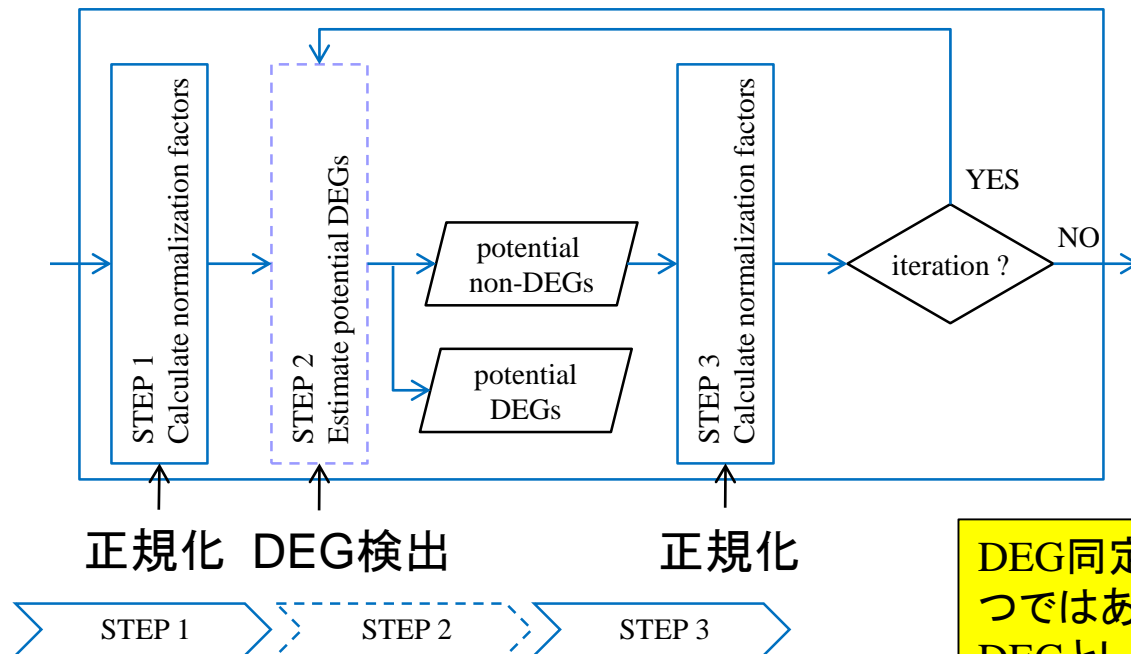 STEP 1
Calculate normalization factors
STEP 2
Estimate potential DEGs
potential
non-DEGs
potential
DEGs
STEP 3
Calculate normalization factors
iteration ?
YES
NO
正規化
DEG検出
正規化
STEP 1
STEP 2
STEP 3
DEG同定
つではあ